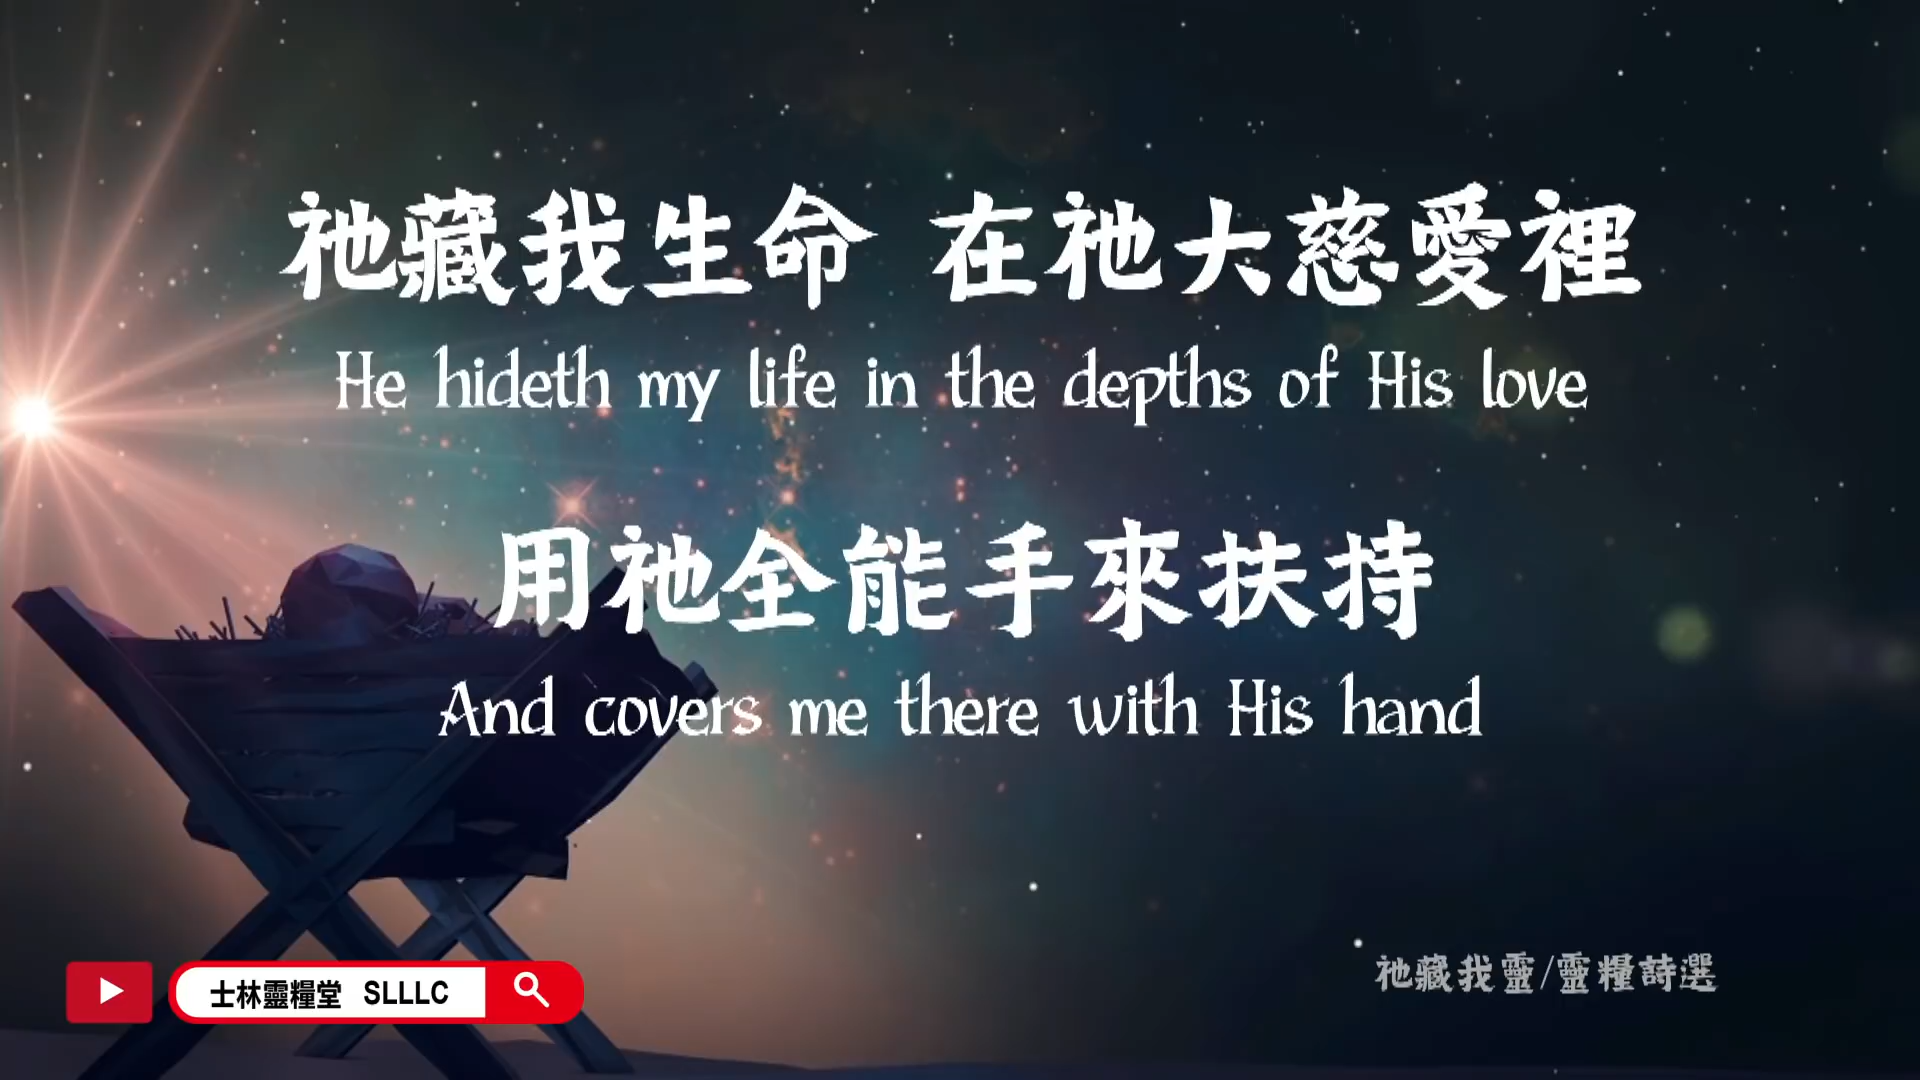 祂藏我生命 在祂大慈愛裡
He hideth my life in the depths of His love
用祂全能手來扶持
And covers me there with His hand
祂藏我靈/靈糧詩選
士林靈糧堂 SLLLC